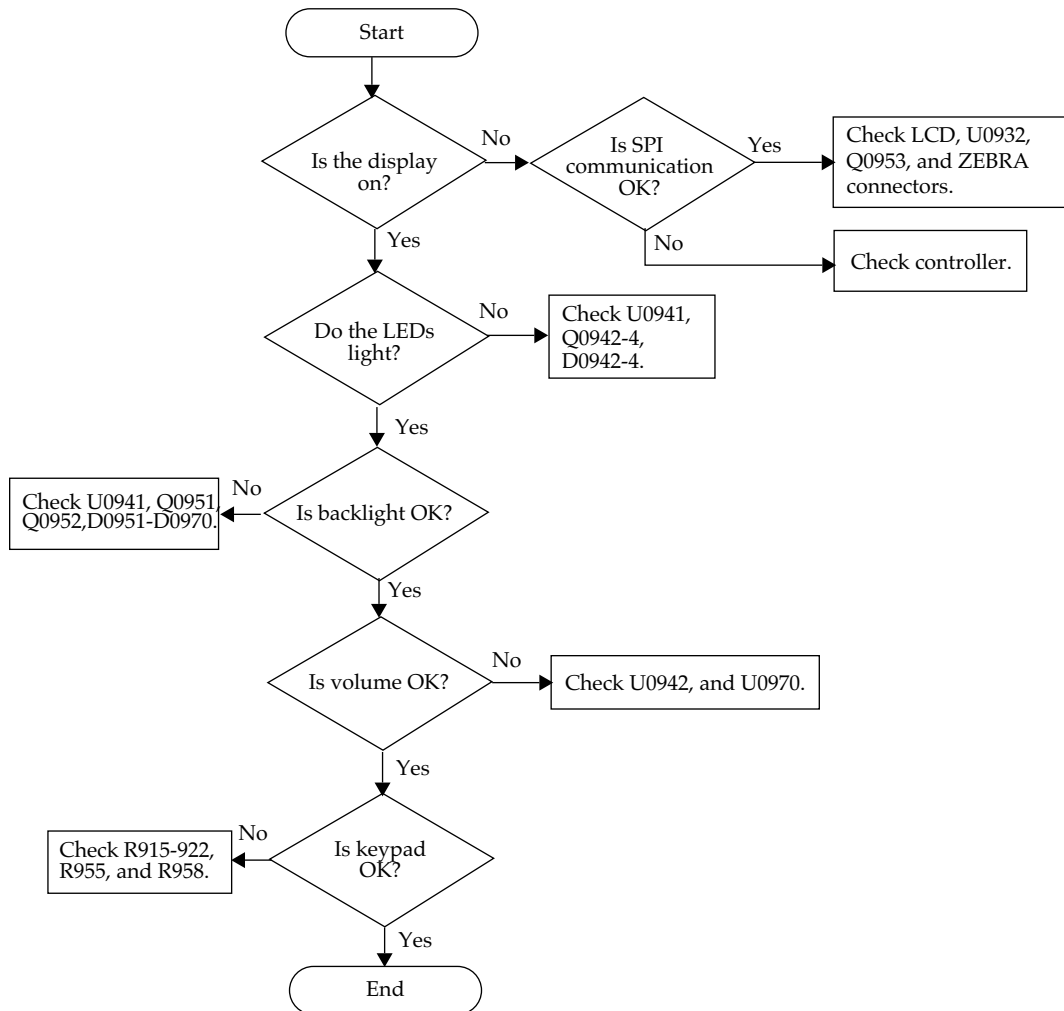 Start
Is the display
on?
No
Is SPI
communication
OK?
Yes
Check LCD, U0932,
Q0953, and ZEBRA
connectors.
No
Check controller.
Yes
Do the LEDs
light?
No
Check U0941,
Q0942-4,
D0942-4.
Yes
Is backlight OK?
No
Check U0941, Q0951,
Q0952,D0951-D0970.
Yes
Is volume OK?
No
Check U0942, and U0970.
Yes
Is keypad
OK?
No
Check R915-922,
R955, and R958.
Yes
End